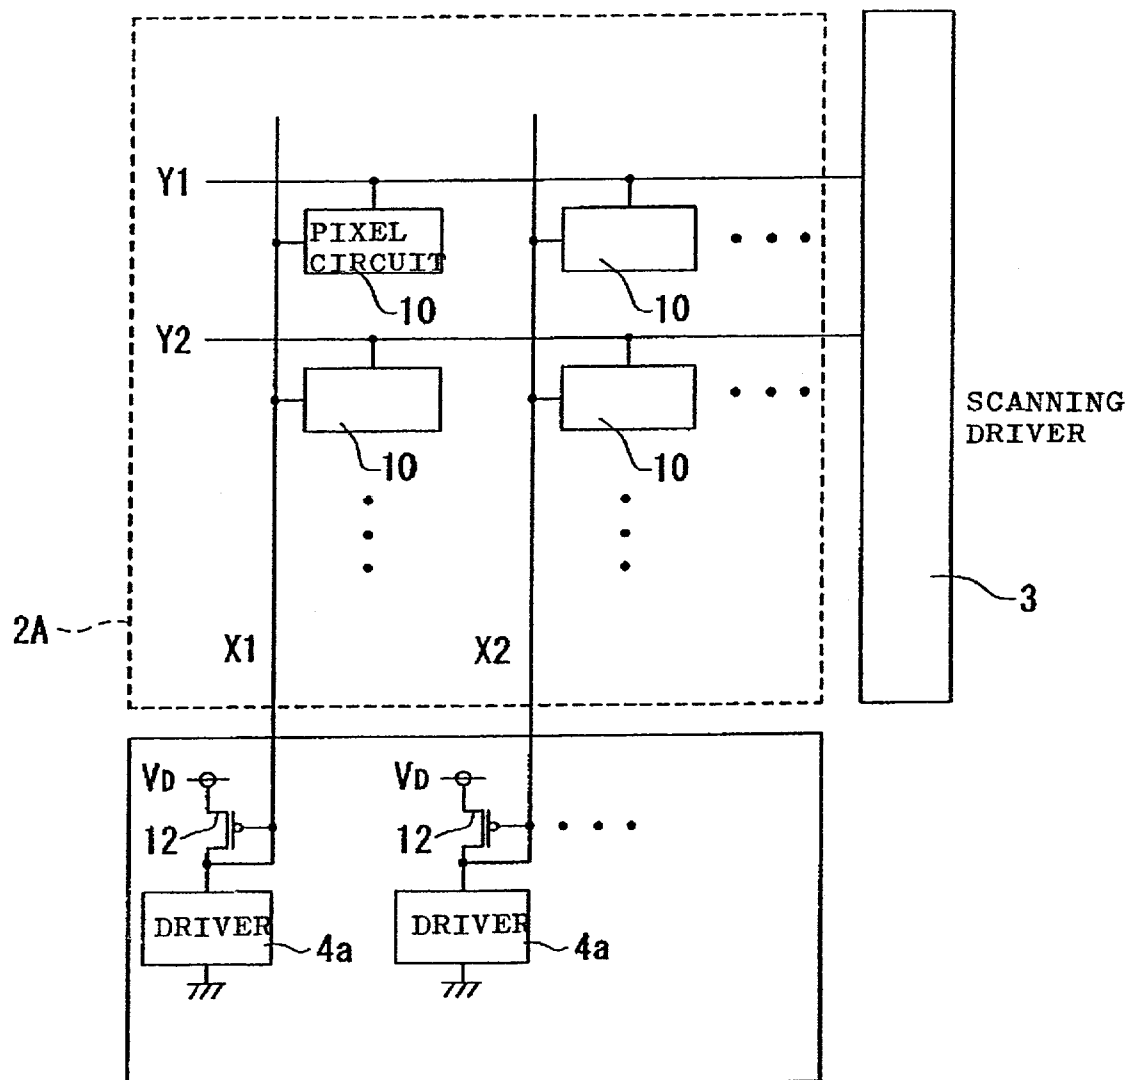 Y1
PIXEL
CIRCUIT
10
10
Y2
10
10
SCANNING
DRIVER
3
2A
X1
X2
VD
VD
12
12
DRIVER
DRIVER
4a
4a